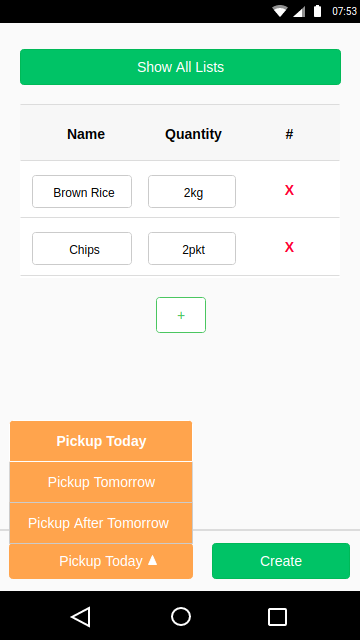 07:53
Show All Lists
Name Quantity #
Brown Rice 2kg X
Chips 2pkt X
+
Pickup Today
Pickup Tomorrow
Pickup After Tomorrow
Pickup Today Create